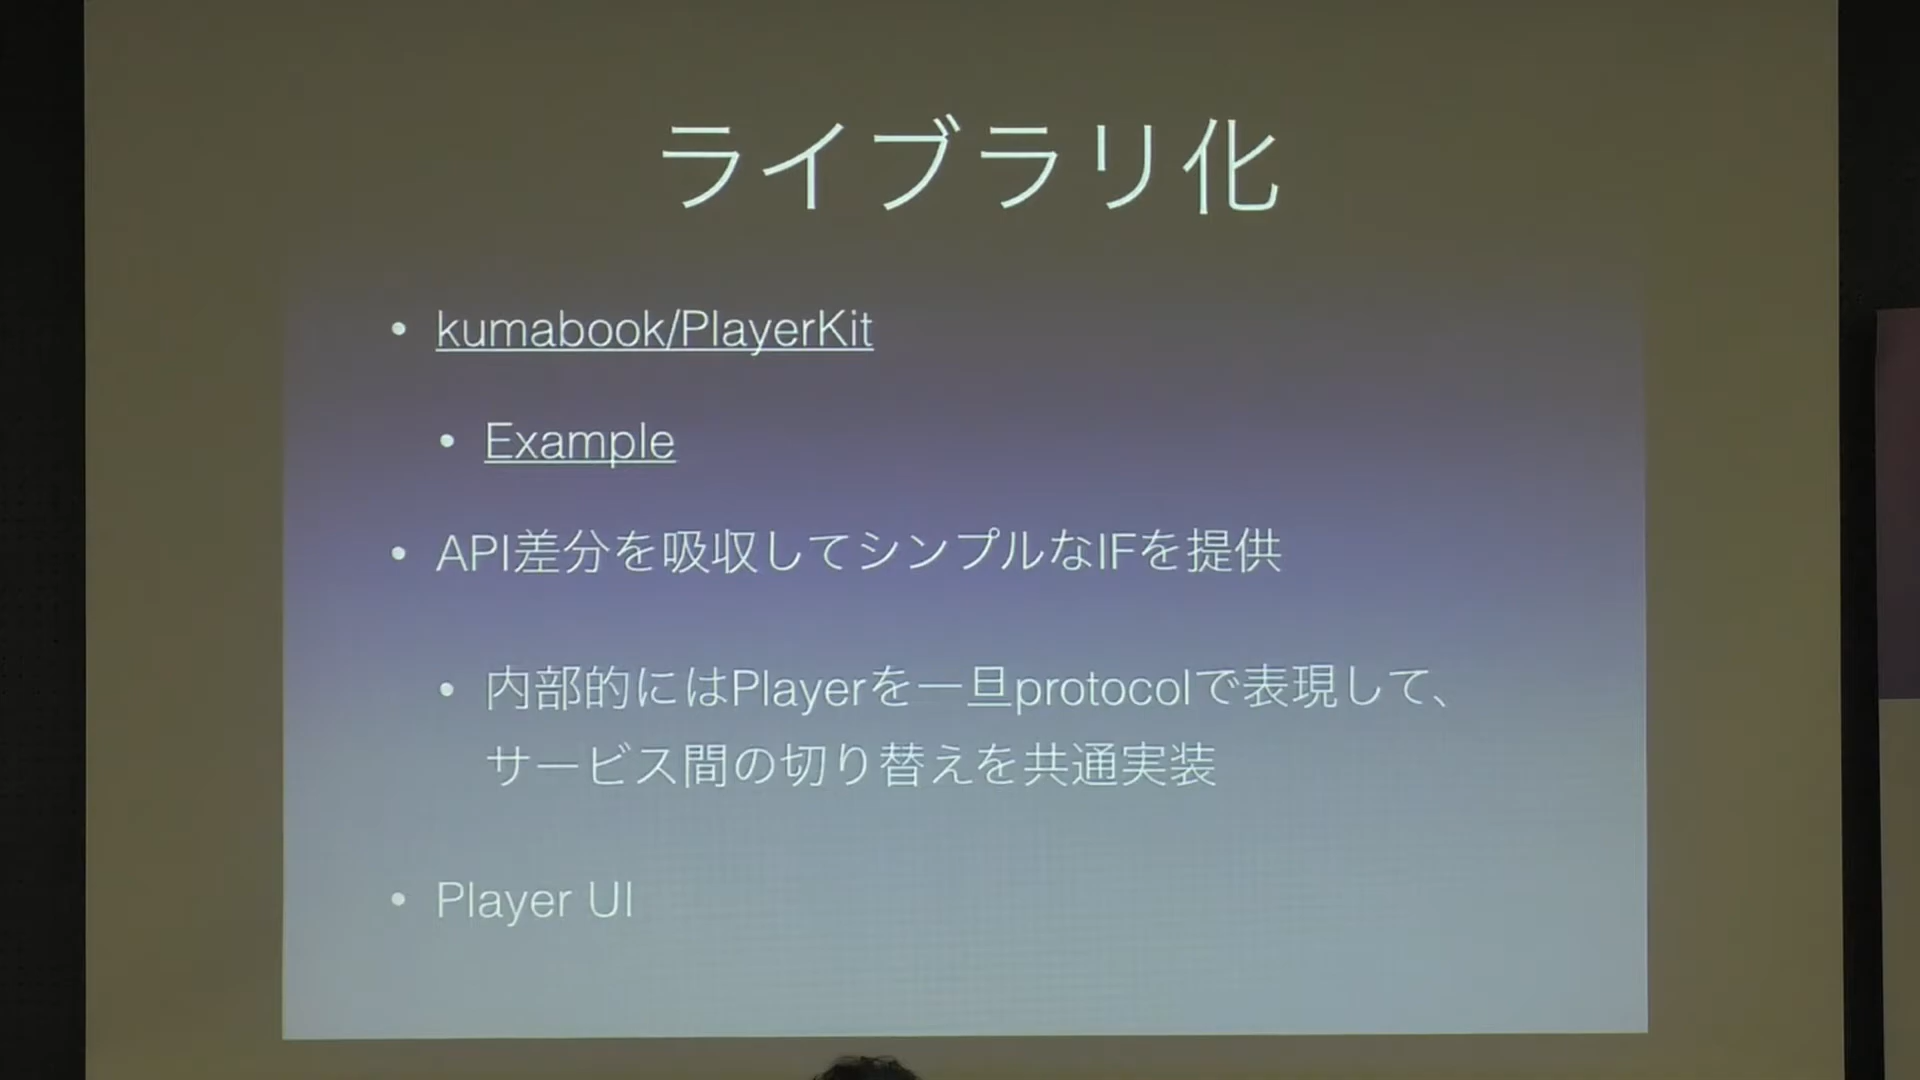 ライブラリ化
• kumabook/PlayerKit
• Example
• API差分を吸収してシンプルなIFを提供
• 内部的にはPlayerを一旦protocolで表現して、
サービス間の切り替えを共通実装
• Player UI